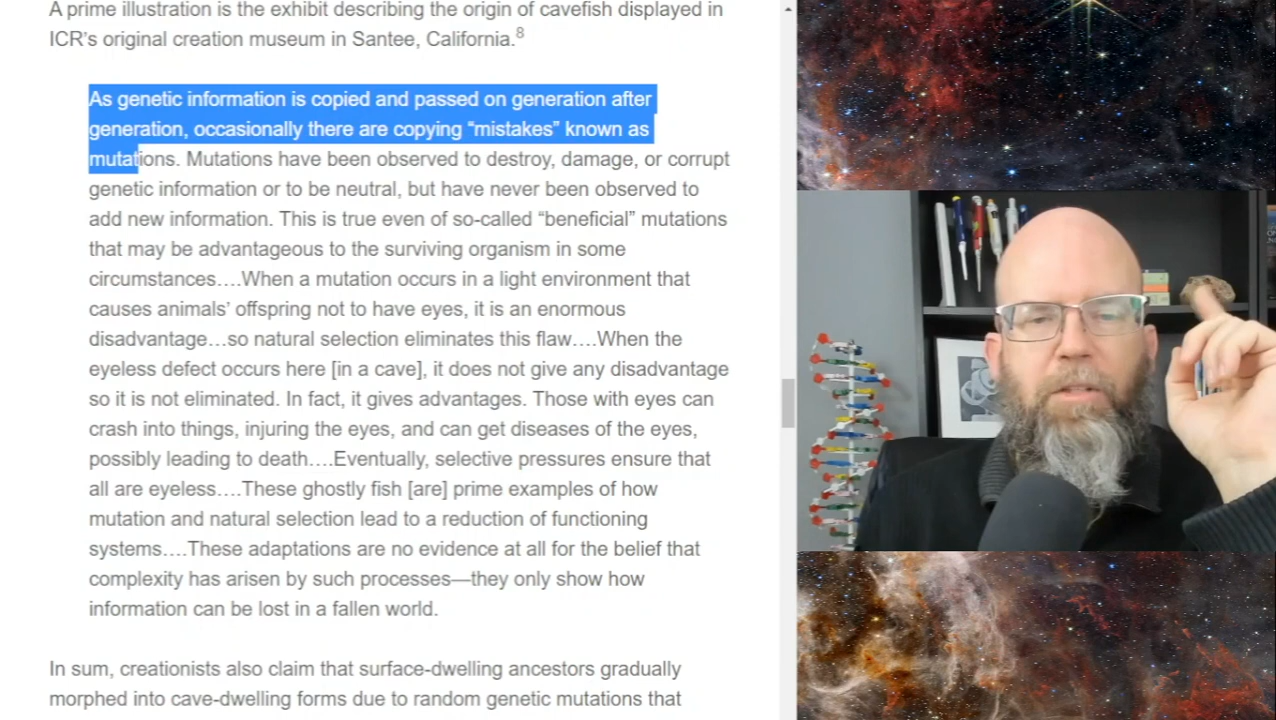 A prime illustration is the exhibit describing the origin of cavefish displayed in
ICR's original creation museum in Santee, California.8
As genetic information is copied and passed on generation after
generation, occasionally there are copying “mistakes” known as
mutations. Mutations have been observed to destroy, damage, or corrupt
genetic information or to be neutral, but have never been observed to
add new information. This is true even of so-called “beneficial” mutations
that may be advantageous to the surviving organism in some
circumstances….When a mutation occurs in a light environment that
causes animals’ offspring not to have eyes, it is an enormous
disadvantage…so natural selection eliminates this flaw….When the
eyeless defect occurs here [in a cave], it does not give any disadvantage
so it is not eliminated. In fact, it gives advantages. Those with eyes can
crash into things, injuring the eyes, and can get diseases of the eyes,
possibly leading to death….Eventually, selective pressures ensure that
all are eyeless….These ghostly fish [are] prime examples of how
mutation and natural selection lead to a reduction of functioning
systems….These adaptations are no evidence at all for the belief that
complexity has arisen by such processes—they only show how
information can be lost in a fallen world.
In sum, creationists also claim that surface-dwelling ancestors gradually
morphed into cave-dwelling forms due to random genetic mutations that